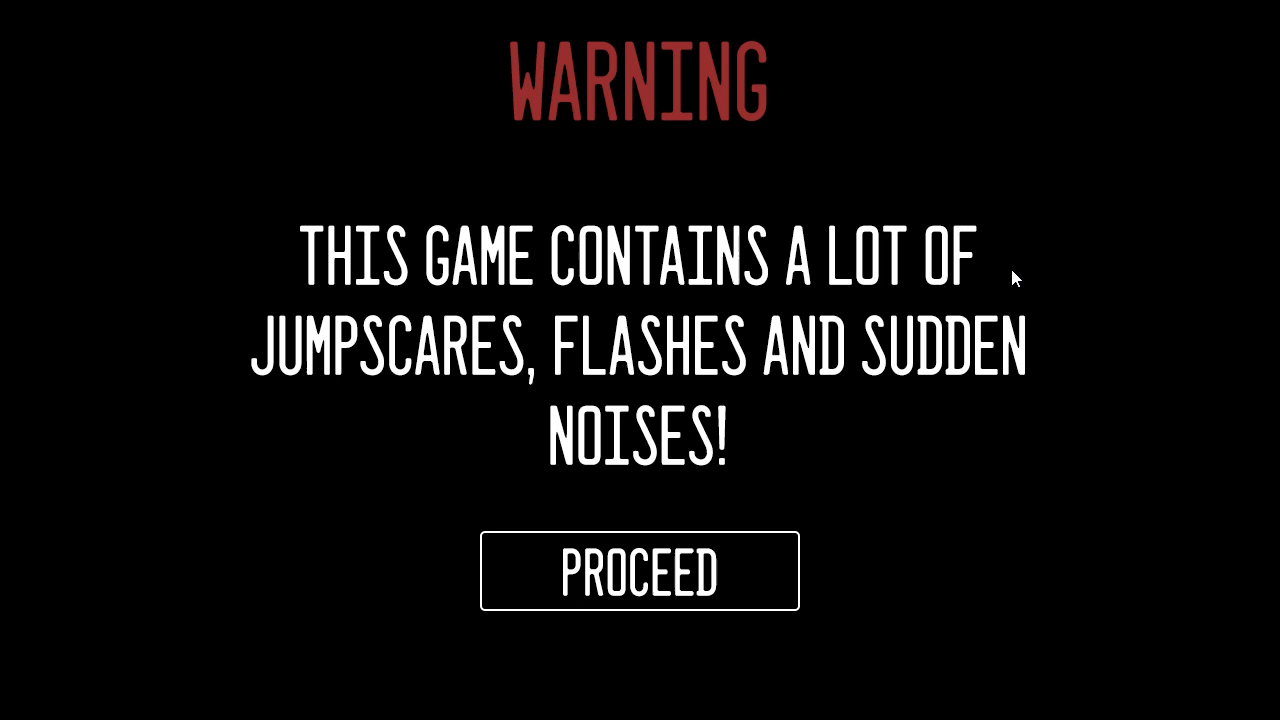 WARNING
THIS GAME CONTAINS A LOT OF
JUMPSCARES, FLASHES AND SUDDEN
NOISES!
PROCEED